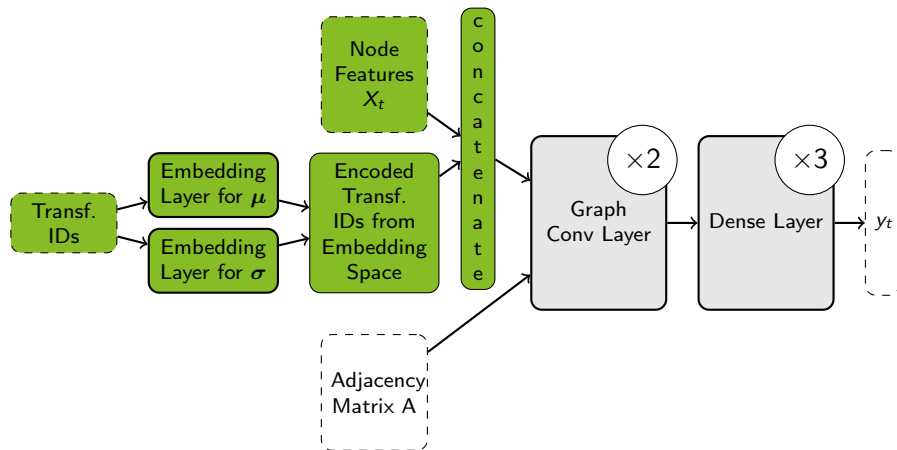 Transf.
IDs
Embedding
Layer for μ
Embedding
Layer for σ
Node
Features
X_t
Encoded
Transf.
IDs from
Embedding
Space
c
o
n
c
a
t
e
n
a
t
e
Adjacency
Matrix A
×2
Graph
Conv Layer
×3
Dense Layer
y_t